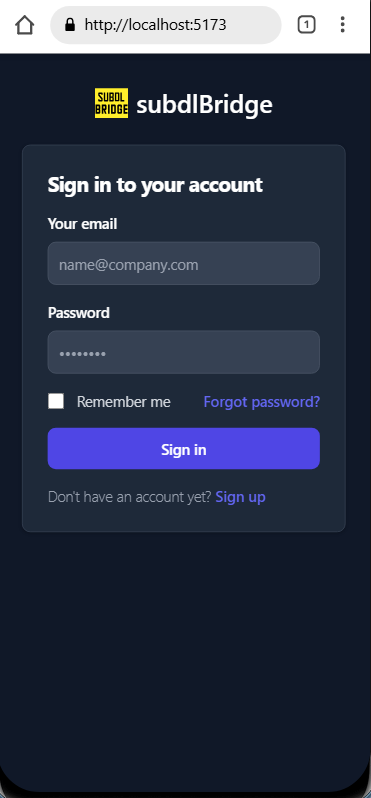 http://localhost:5173
1
SUBDL
BRIDGE
subdlBridge
Sign in to your account
Your email
name@company.com
Password
••••••••
Remember me
Forgot password?
Sign in
Don't have an account yet? Sign up